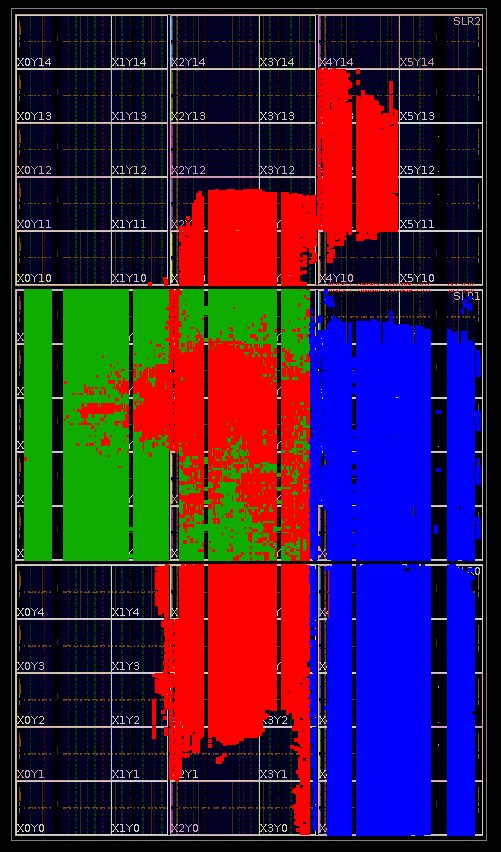 SLR2
X0Y14 X1Y14 X2Y14 X3Y14 X4Y14 X5Y14
X0Y13 X1Y13 X2Y13 X3Y13 X5Y13
X0Y12 X1Y12 X2Y12 X3Y12 X5Y12
X0Y11 X1Y11 X5Y11
X0Y10 X1Y10 X4Y10 X5Y10
SLR1
X0Y4 X1Y4
X0Y3 X1Y3
X0Y2 X1Y2
X0Y1 X1Y1 X2Y1 X3Y1
X0Y0 X1Y0 X2Y0 X3Y0